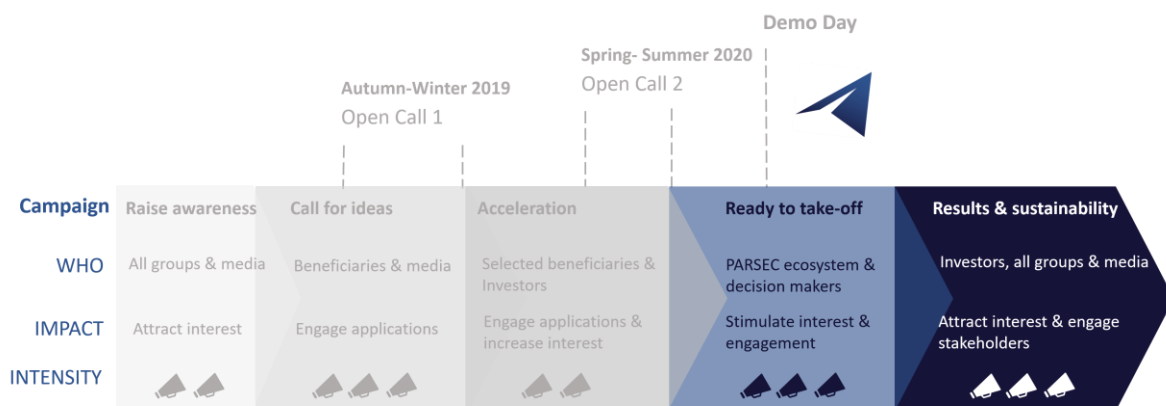 Demo Day
Spring- Summer 2020
Open Call 2
Autumn-Winter 2019
Open Call 1
Campaign
Raise awareness
Call for ideas
Acceleration
Ready to take-off
Results & sustainability
WHO
All groups & media
Beneficiaries & media
Selected beneficiaries &
Investors
PARSEC ecosystem &
decision makers
Investors, all groups & media
IMPACT
Attract interest
Engage applications
Engage applications &
increase interest
Stimulate interest &
engagement
Attract interest & engage
stakeholders
INTENSITY